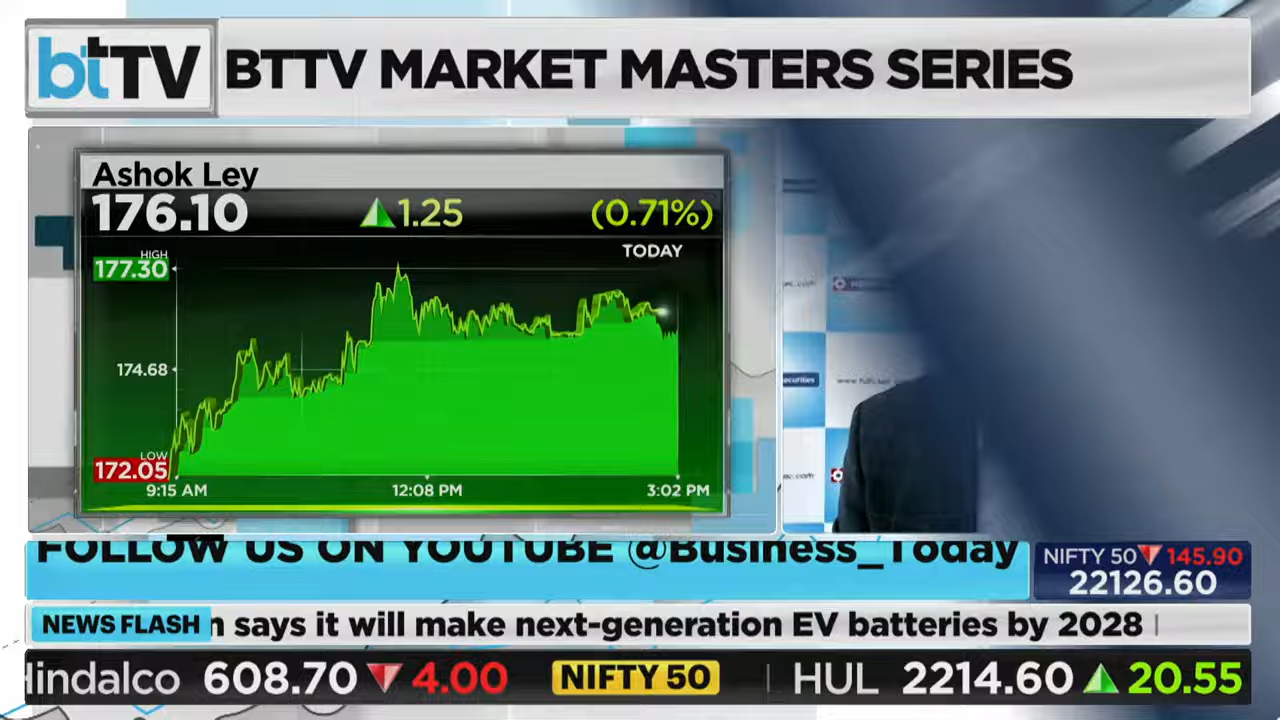 btTV
BTTV MARKET MASTERS SERIES
Ashok Ley
176.10 1.25 (0.71%)
TODAY
HIGH
177.30
174.68
LOW
172.05
9:15 AM 12:08 PM 3:02 PM
FOLLOW US ON YOUTUBE @Business_Today
NIFTY 50 145.90
22126.60
NEWS FLASH n says it will make next-generation EV batteries by 2028
Hindalco 608.70 4.00 NIFTY 50 HUL 2214.60 20.55